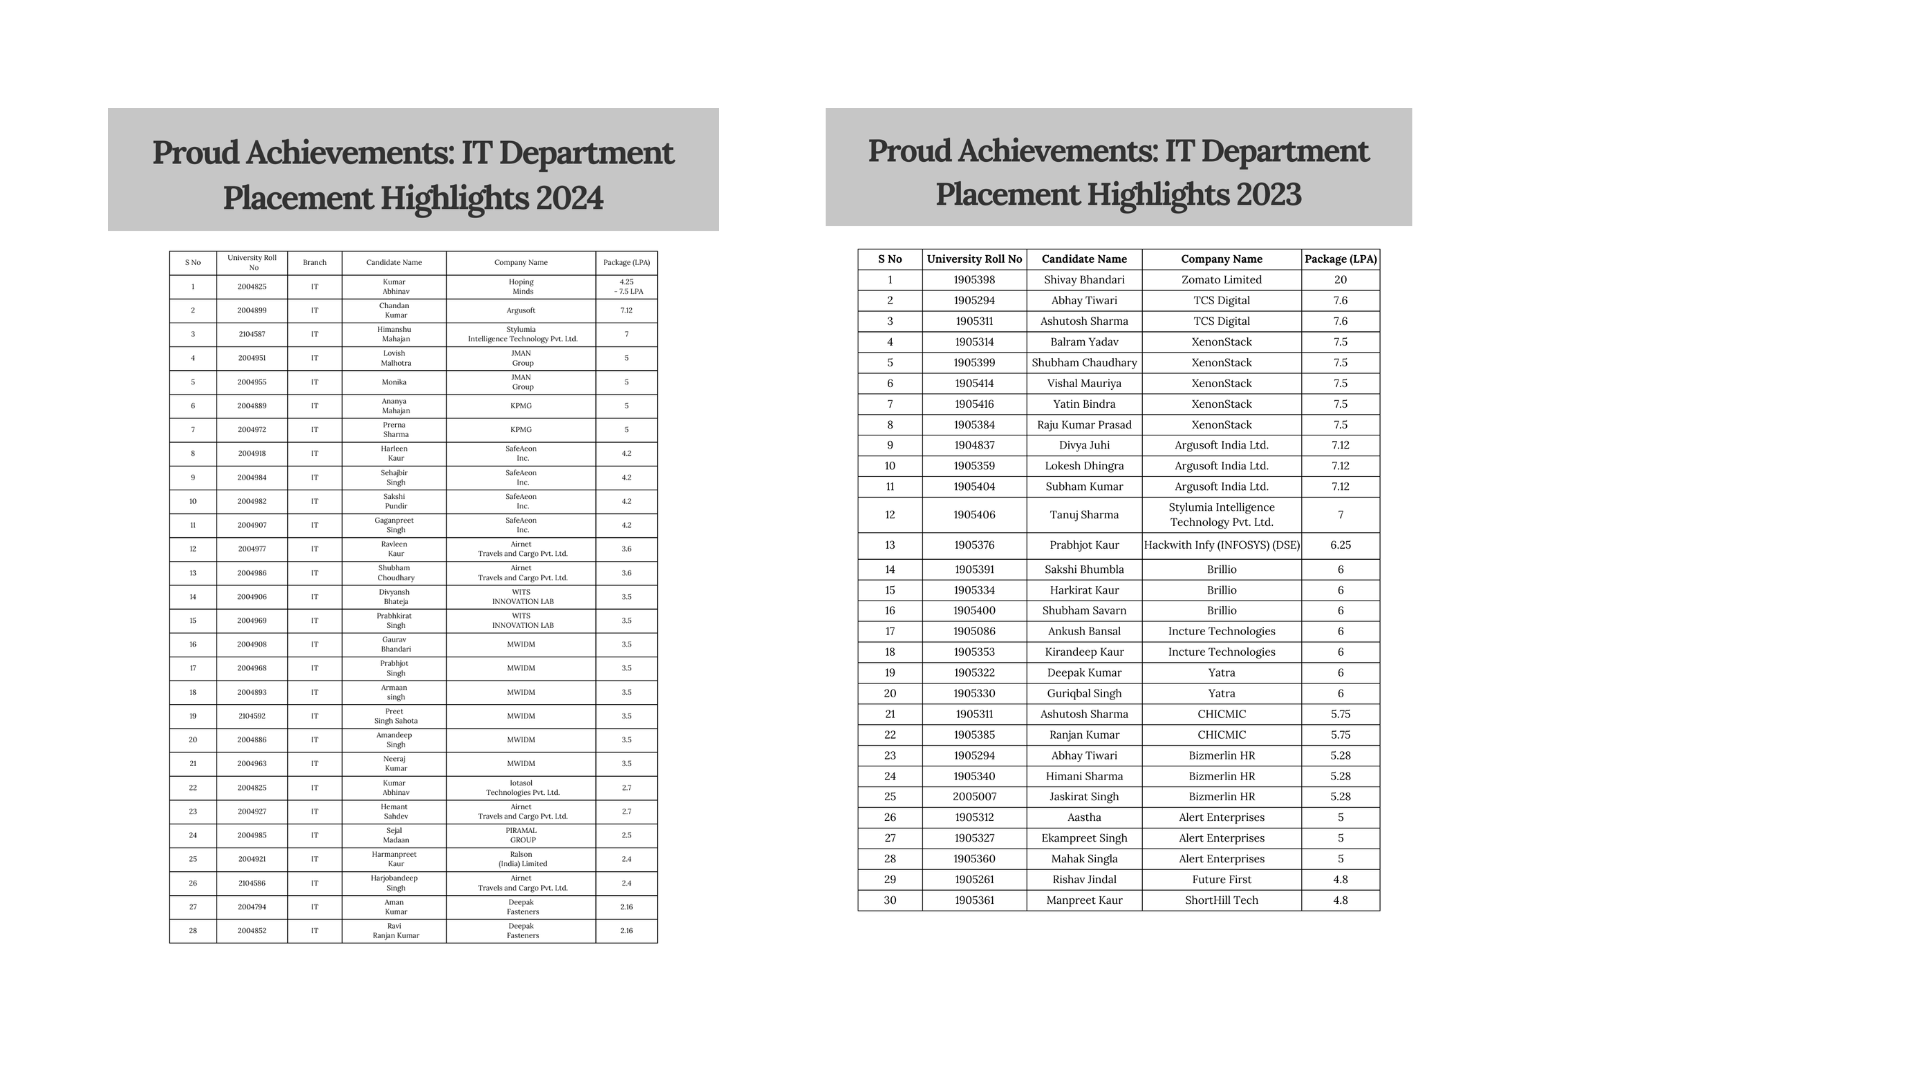 Proud Achievements: IT Department
Placement Highlights 2024
S No University Roll No Branch Candidate Name Company Name Package (LPA)
1 2004825 IT Kumar Abhinav Hoping Minds 4.25 - 7.5 LPA
2 2004899 IT Chandan Kumar Argusoft 7.12
3 2104587 IT Himanshu Mahajan Stylumia Intelligence Technology Pvt. Ltd. 7
4 2004951 IT Lovish Malhotra JMAN Group 5
5 2004955 IT Monika JMAN Group 5
6 2004889 IT Ananya Mahajan KPMG 5
7 2004972 IT Prerna Sharma KPMG 5
8 2004918 IT Harleen Kaur SafeAeon Inc. 4.2
9 2004984 IT Sehajbir Singh SafeAeon Inc. 4.2
10 2004982 IT Sakshi Pundir SafeAeon Inc. 4.2
11 2004907 IT Gaganpreet Singh SafeAeon Inc. 4.2
12 2004977 IT Ravleen Kaur Airnet Travels and Cargo Pvt. Ltd. 3.6
13 2004986 IT Shubham Choudhary Airnet Travels and Cargo Pvt. Ltd. 3.6
14 2004906 IT Divyansh Bhateja WITS INNOVATION LAB 3.5
15 2004969 IT Prabhkirat Singh WITS INNOVATION LAB 3.5
16 2004908 IT Gaurav Bhandari MWIDM 3.5
17 2004968 IT Prabhjot Singh MWIDM 3.5
18 2004893 IT Armaan singh MWIDM 3.5
19 2104592 IT Preet Singh Sahota MWIDM 3.5
20 2004886 IT Amandeep Singh MWIDM 3.5
21 2004963 IT Neeraj Kumar MWIDM 3.5
22 2004825 IT Kumar Abhinav Iotasol Technologies Pvt. Ltd. 2.7
23 2004927 IT Hemant Sahdev Airnet Travels and Cargo Pvt. Ltd. 2.7
24 2004985 IT Sejal Madaan PIRAMAL GROUP 2.5
25 2004921 IT Harmanpreet Kaur Ralson (India) Limited 2.4
26 2104586 IT Harjobandeep Singh Airnet Travels and Cargo Pvt. Ltd. 2.4
27 2004794 IT Aman Kumar Deepak Fasteners 2.16
28 2004852 IT Ravi Ranjan Kumar Deepak Fasteners 2.16
Proud Achievements: IT Department
Placement Highlights 2023
S No University Roll No Candidate Name Company Name Package (LPA)
1 1905398 Shivay Bhandari Zomato Limited 20
2 1905294 Abhay Tiwari TCS Digital 7.6
3 1905311 Ashutosh Sharma TCS Digital 7.6
4 1905314 Balram Yadav XenonStack 7.5
5 1905399 Shubham Chaudhary XenonStack 7.5
6 1905414 Vishal Mauriya XenonStack 7.5
7 1905416 Yatin Bindra XenonStack 7.5
8 1905384 Raju Kumar Prasad XenonStack 7.5
9 1904837 Divya Juhi Argusoft India Ltd. 7.12
10 1905359 Lokesh Dhingra Argusoft India Ltd. 7.12
11 1905404 Subham Kumar Argusoft India Ltd. 7.12
12 1905406 Tanuj Sharma Stylumia Intelligence Technology Pvt. Ltd. 7
13 1905376 Prabhjot Kaur Hackwith Infy (INFOSYS) (DSE) 6.25
14 1905391 Sakshi Bhumbla Brillio 6
15 1905334 Harkirat Kaur Brillio 6
16 1905400 Shubham Savarn Brillio 6
17 1905086 Ankush Bansal Incture Technologies 6
18 1905353 Kirandeep Kaur Incture Technologies 6
19 1905322 Deepak Kumar Yatra 6
20 1905330 Guriqbal Singh Yatra 6
21 1905311 Ashutosh Sharma CHICMIC 5.75
22 1905385 Ranjan Kumar CHICMIC 5.75
23 1905294 Abhay Tiwari Bizmerlin HR 5.28
24 1905340 Himani Sharma Bizmerlin HR 5.28
25 2005007 Jaskirat Singh Bizmerlin HR 5.28
26 1905312 Aastha Alert Enterprises 5
27 1905327 Ekampreet Singh Alert Enterprises 5
28 1905360 Mahak Singla Alert Enterprises 5
29 1905261 Rishav Jindal Future First 4.8
30 1905361 Manpreet Kaur ShortHill Tech 4.8